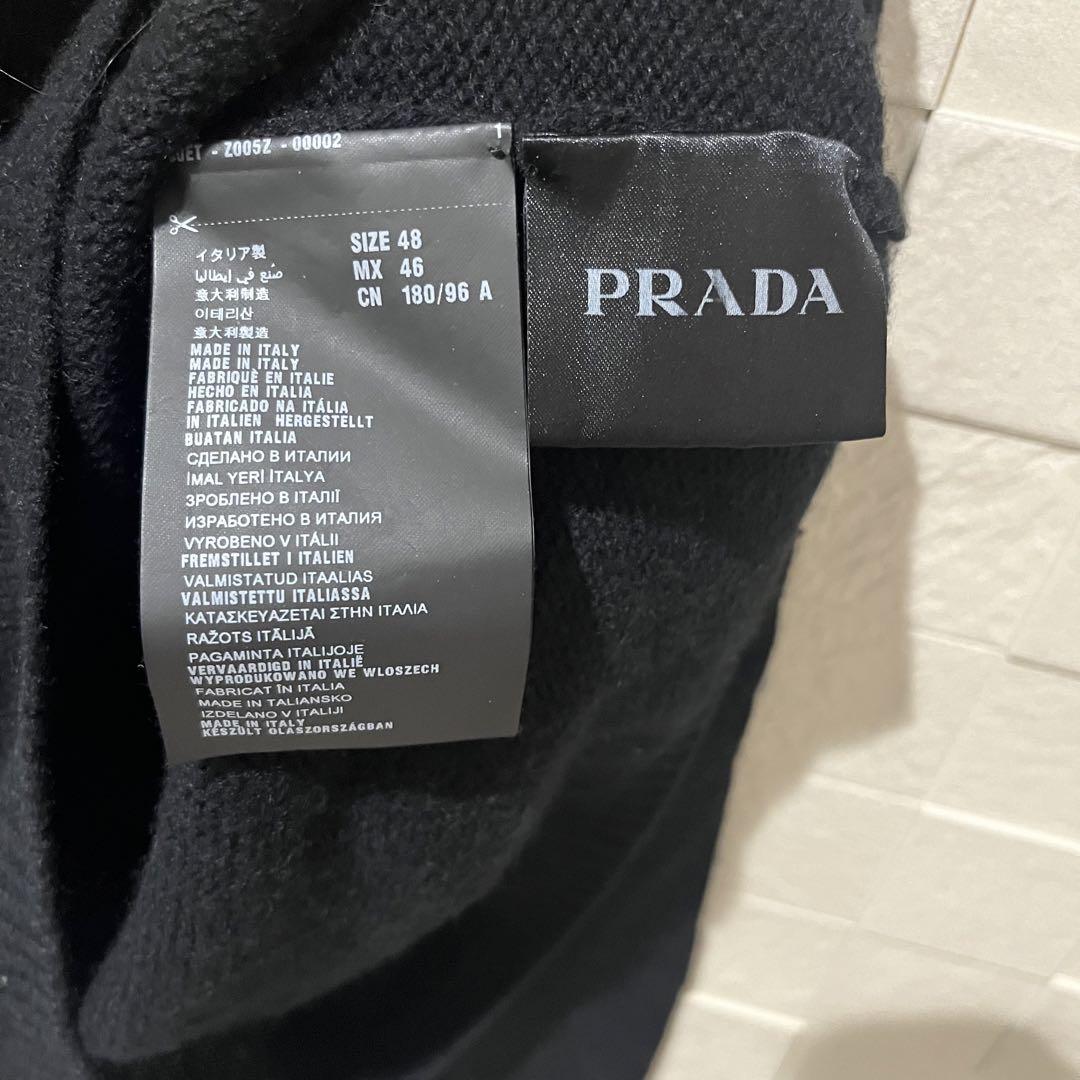 - Z005Z - 00002
1
イタリア製
صنع في إيطاليا
意大利制造
이테리산
意大利製造
SIZE 48
MX 46
CN 180/96 A
MADE IN ITALY
MADE IN ITALY
FABRIQUÈ EN ITALIE
HECHO EN ITALIA
FABRICADO NA ITÁLIA
IN ITALIEN HERGESTELLT
BUATAN ITALIA
СДЕЛАНО В ИТАЛИИ
İMAL YERİ İTALYA
ЗРОБЛЕНО В ІТАЛІЇ
ИЗРАБОТЕНО В ИТАЛИЯ
VYROBENO V ITÁLII
FREMSTILLET I ITALIEN
VALMISTATUD ITAALIAS
VALMISTETTU ITALIASSA
ΚΑΤΑΣΚΕΥΑΖΕΤΑΙ ΣΤΗΝ ΙΤΑΛΙΑ
RAŽOTS ITĀLIJĀ
PAGAMINTA ITALIJOJE
VERVAARDIGD IN ITALIË
WYPRODUKOWANO WE WLOSZECH
FABRICAT ÎN ITALIA
MADE IN TALIANSKO
IZDELANO V ITALIJI
MADE IN ITALY
KÉSZÜLT OLASZORSZÁGBAN
PRADA